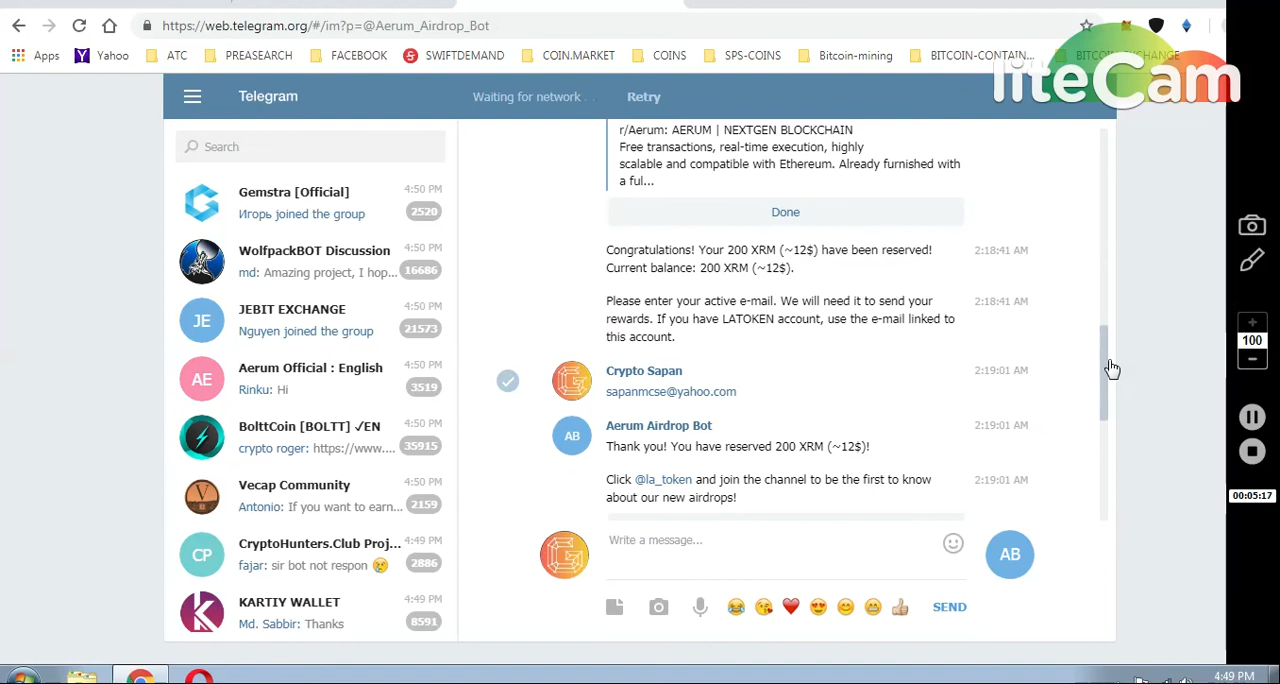 https://web.telegram.org/#/im?p=@Aerum_Airdrop_Bot
Apps Yahoo ATC PREASEARCH FACEBOOK SWIFTDEMAND COIN.MARKET COINS SPS-COINS Bitcoin-mining BITCOIN-CONTAIN...
liteCam
Telegram
Waiting for network . .
Retry
Search
Gemstra [Official] 4:50 PM
Игорь joined the group 2520
WolfpackBOT Discussion 4:50 PM
md: Amazing project, I hop... 16686
JE
JEBIT EXCHANGE 4:50 PM
Nguyen joined the group 21573
AE
Aerum Official : English 4:50 PM
Rinku: Hi 3519
BolttCoin [BOLTT] ✓/EN 4:50 PM
crypto roger: https://www.... 35915
Vecap Community 4:50 PM
Antonio: If you want to earn... 2159
CP
CryptoHunters.Club Proj... 4:49 PM
fajar: sir bot not respon 😢 2886
KARTIY WALLET 4:49 PM
Md. Sabbir: Thanks 8591
r/Aerum: AERUM | NEXTGEN BLOCKCHAIN
Free transactions, real-time execution, highly
scalable and compatible with Ethereum. Already furnished with
a ful...
Done
Congratulations! Your 200 XRM (~12$) have been reserved! 2:18:41 AM
Current balance: 200 XRM (~12$).
Please enter your active e-mail. We will need it to send your 2:18:41 AM
rewards. If you have LATOKEN account, use the e-mail linked to
this account.
Crypto Sapan 2:19:01 AM
sapanmcse@yahoo.com
AB
Aerum Airdrop Bot 2:19:01 AM
Thank you! You have reserved 200 XRM (~12$)!
Click @la_token and join the channel to be the first to know 2:19:01 AM
about our new airdrops!
Write a message...
AB
SEND
100
00:05:17
4:49 PM